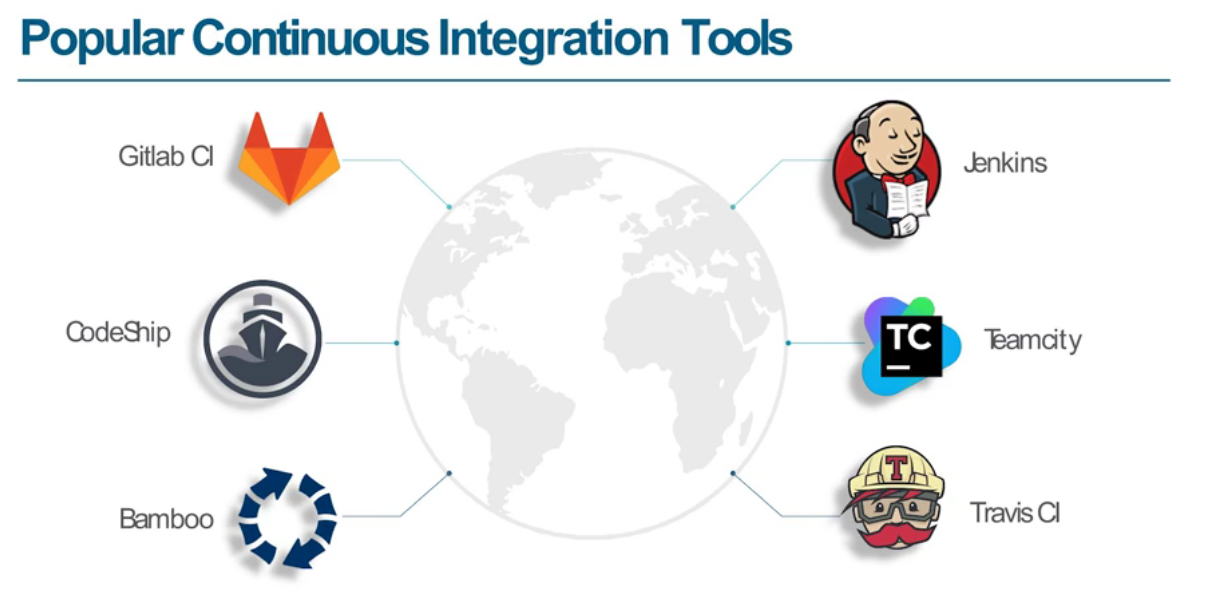 Popular Continuous Integration Tools
Gitlab CI
Jenkins
CodeShip
TC
Teamcity
Bamboo
T
Travis CI